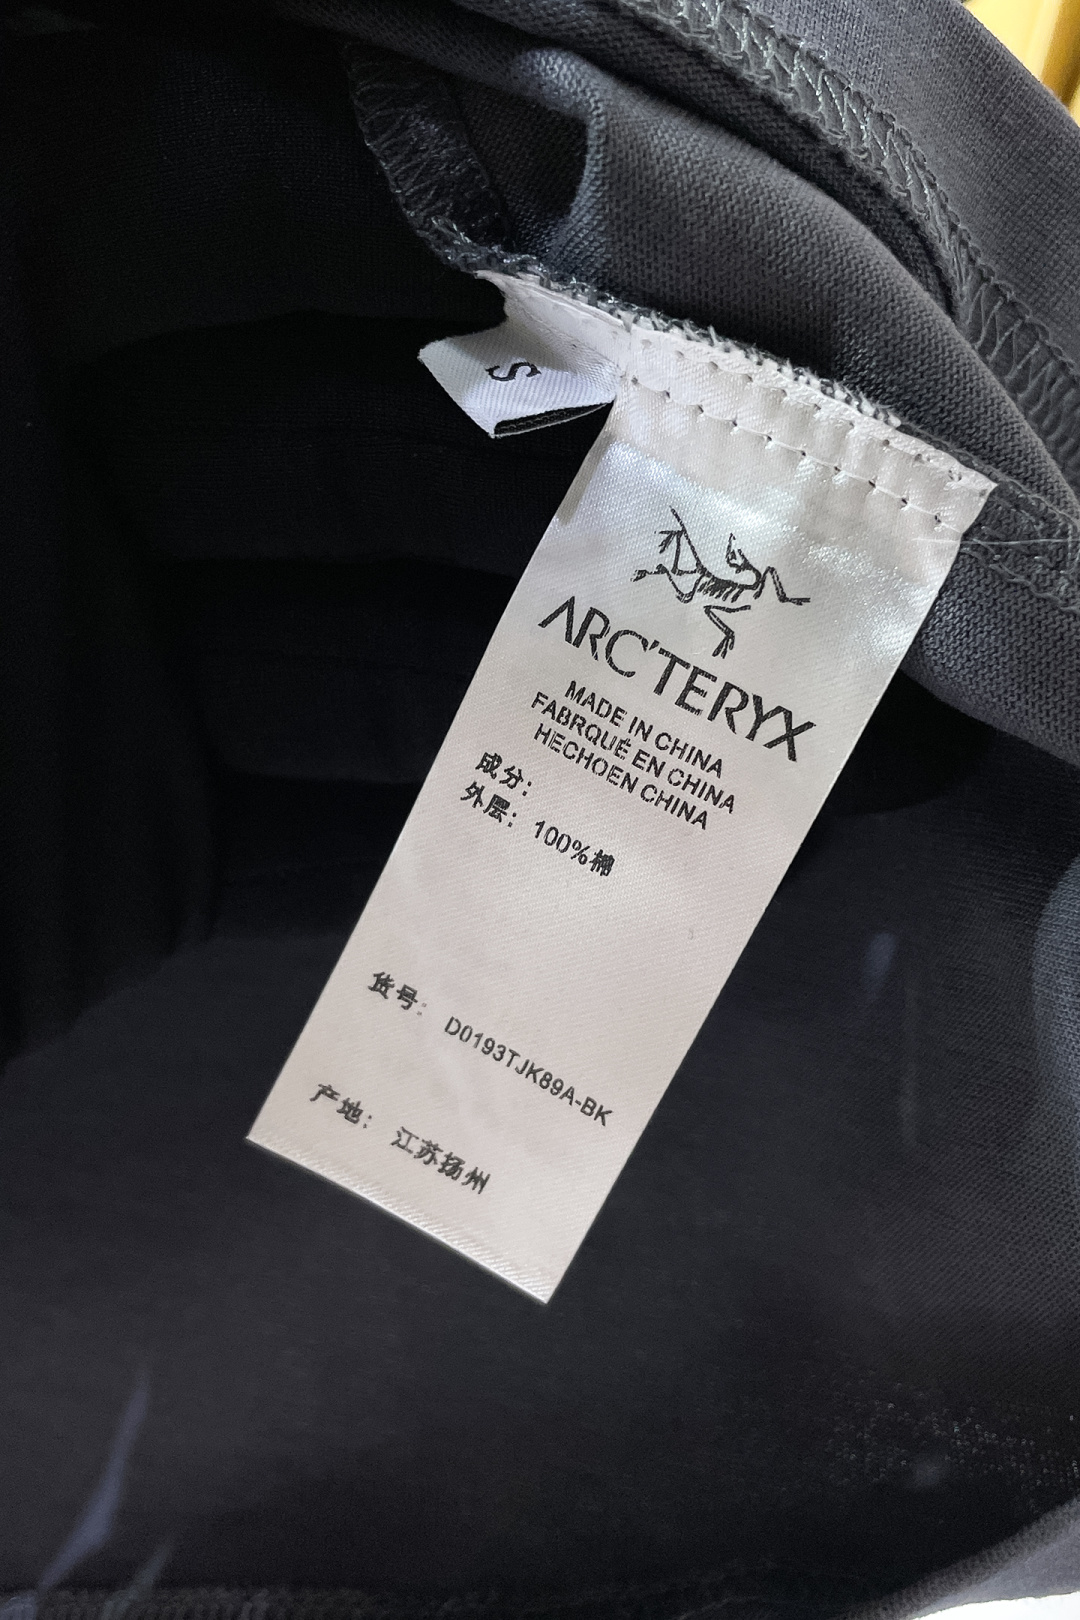 S
ARC'TERYX
MADE IN CHINA
FABRQUÉ EN CHINA
HECHOEN CHINA
成分：
外层：100%棉
货号：D0193TJK89A-BK
产地：江苏扬州